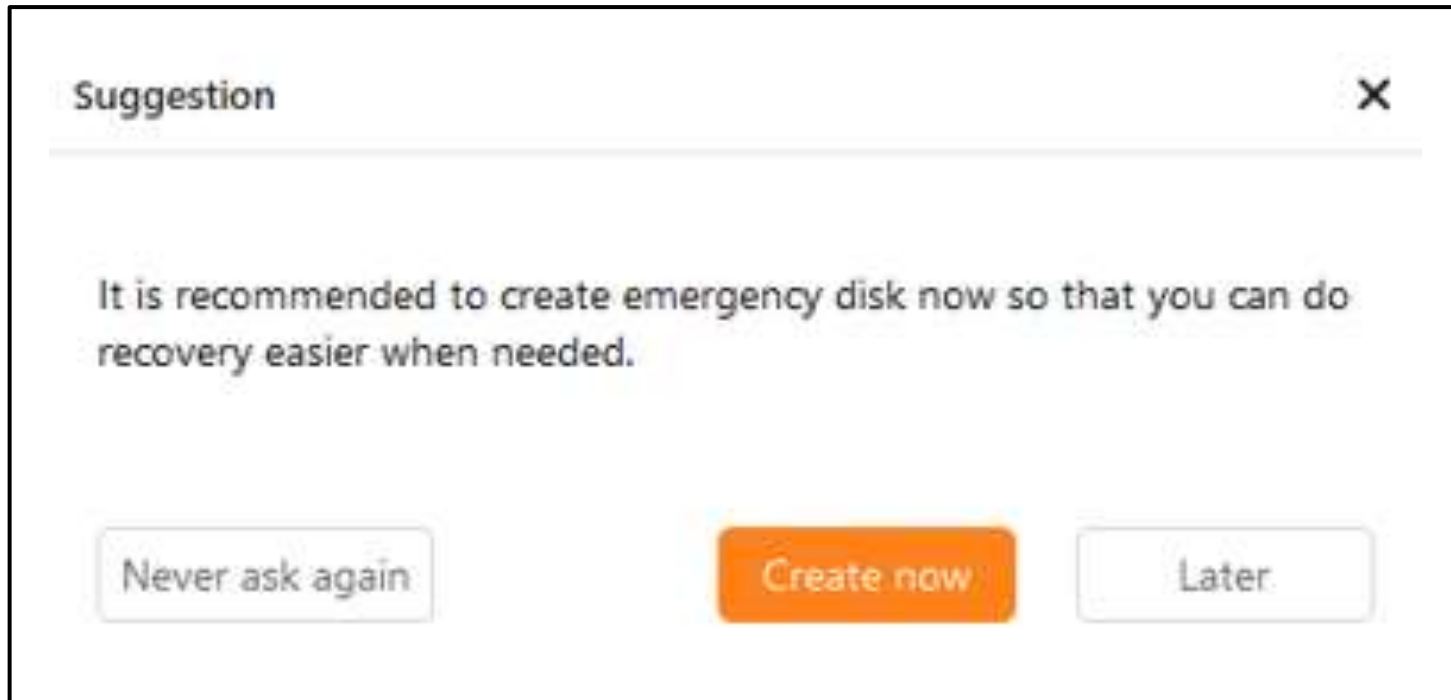 Suggestion
It is recommended to create emergency disk now so that you can do
recovery easier when needed.
Never ask again
Create now
Later